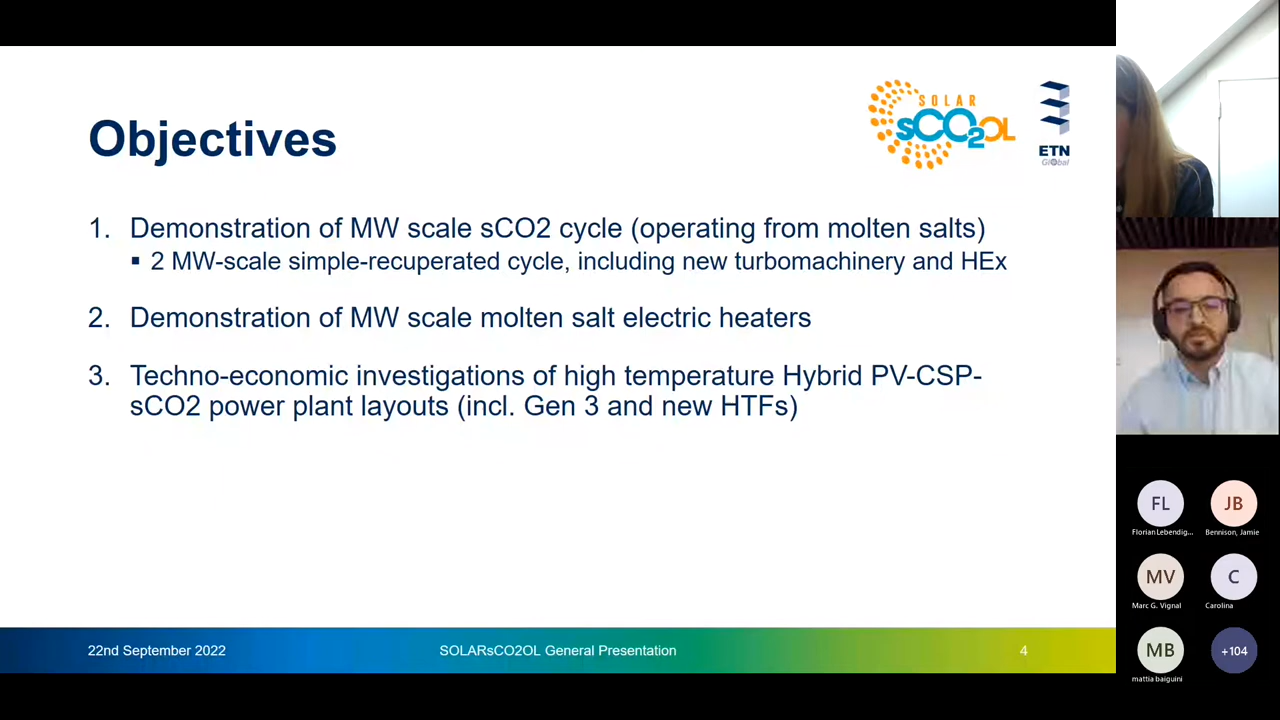 Objectives
SOLAR
sCO2OL
ETN
Global
1. Demonstration of MW scale sCO2 cycle (operating from molten salts)
▪ 2 MW-scale simple-recuperated cycle, including new turbomachinery and HEx
2. Demonstration of MW scale molten salt electric heaters
3. Techno-economic investigations of high temperature Hybrid PV-CSP-
sCO2 power plant layouts (incl. Gen 3 and new HTFs)
22nd September 2022
SOLARsCO2OL General Presentation
4
FL
JB
Florian Lebendig...
Bennison, Jamie
MV
C
Marc G. Vignal
Carolina
MB
+104
mattia baiguini